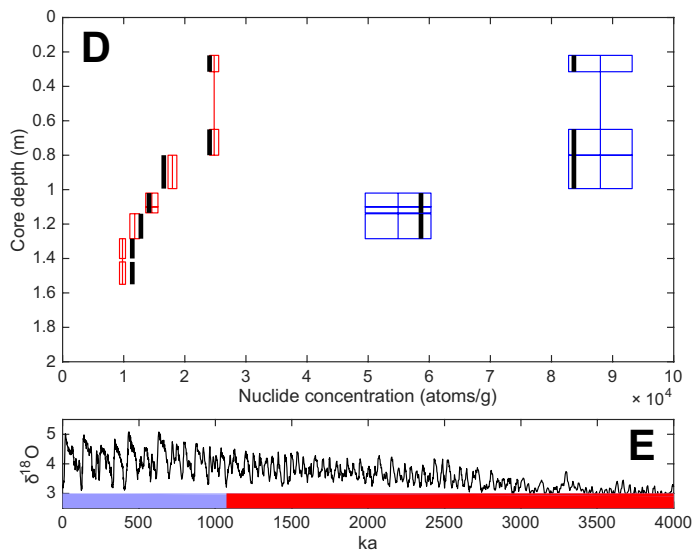 D
0
0.2
0.4
0.6
0.8
1
1.2
1.4
1.6
1.8
2
Core depth (m)
0 1 2 3 4 5 6 7 8 9 10
Nuclide concentration (atoms/g)
× 10⁴
E
5
4
3
δ¹⁸O
0 500 1000 1500 2000 2500 3000 3500 4000
ka